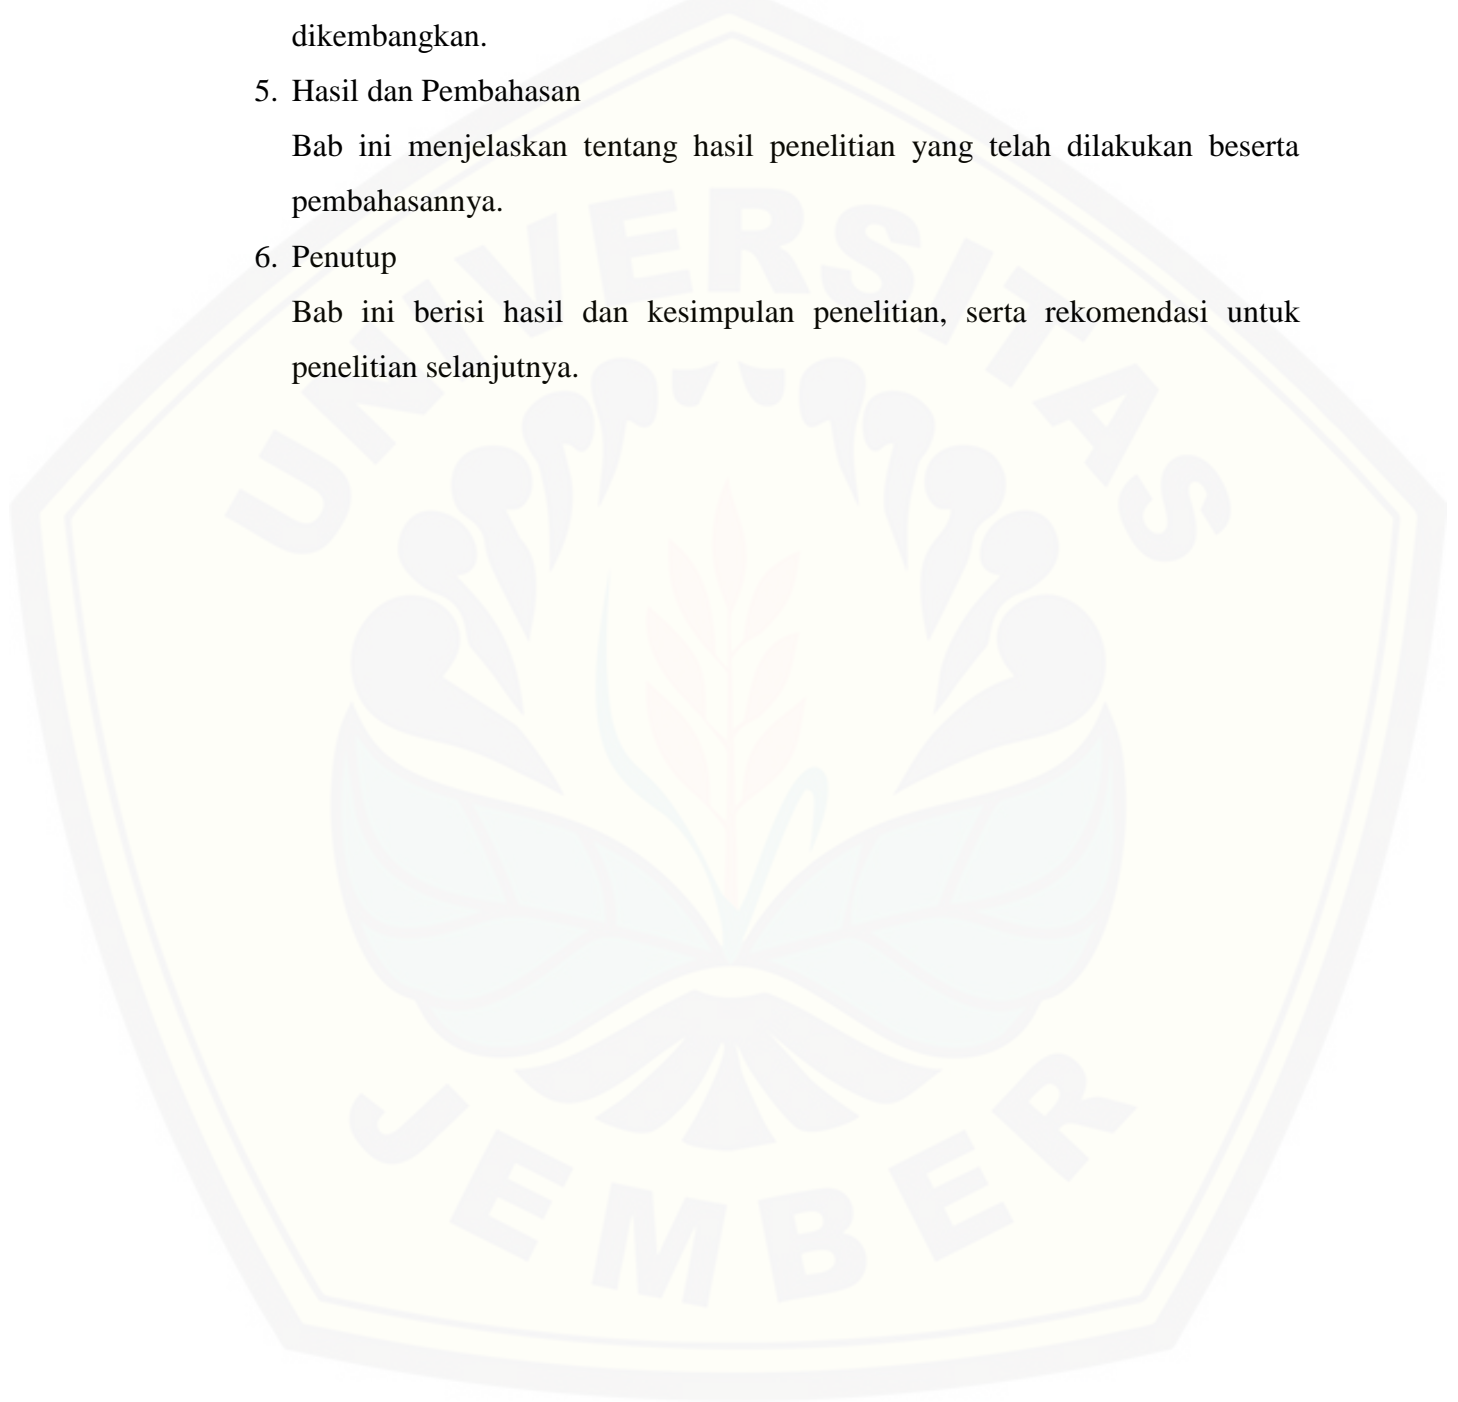 dikembangkan.
5. Hasil dan Pembahasan
Bab ini menjelaskan tentang hasil penelitian yang telah dilakukan beserta
pembahasannya.
6. Penutup
Bab ini berisi hasil dan kesimpulan penelitian, serta rekomendasi untuk
penelitian selanjutnya.
UNIVERSITAS
JEMBER